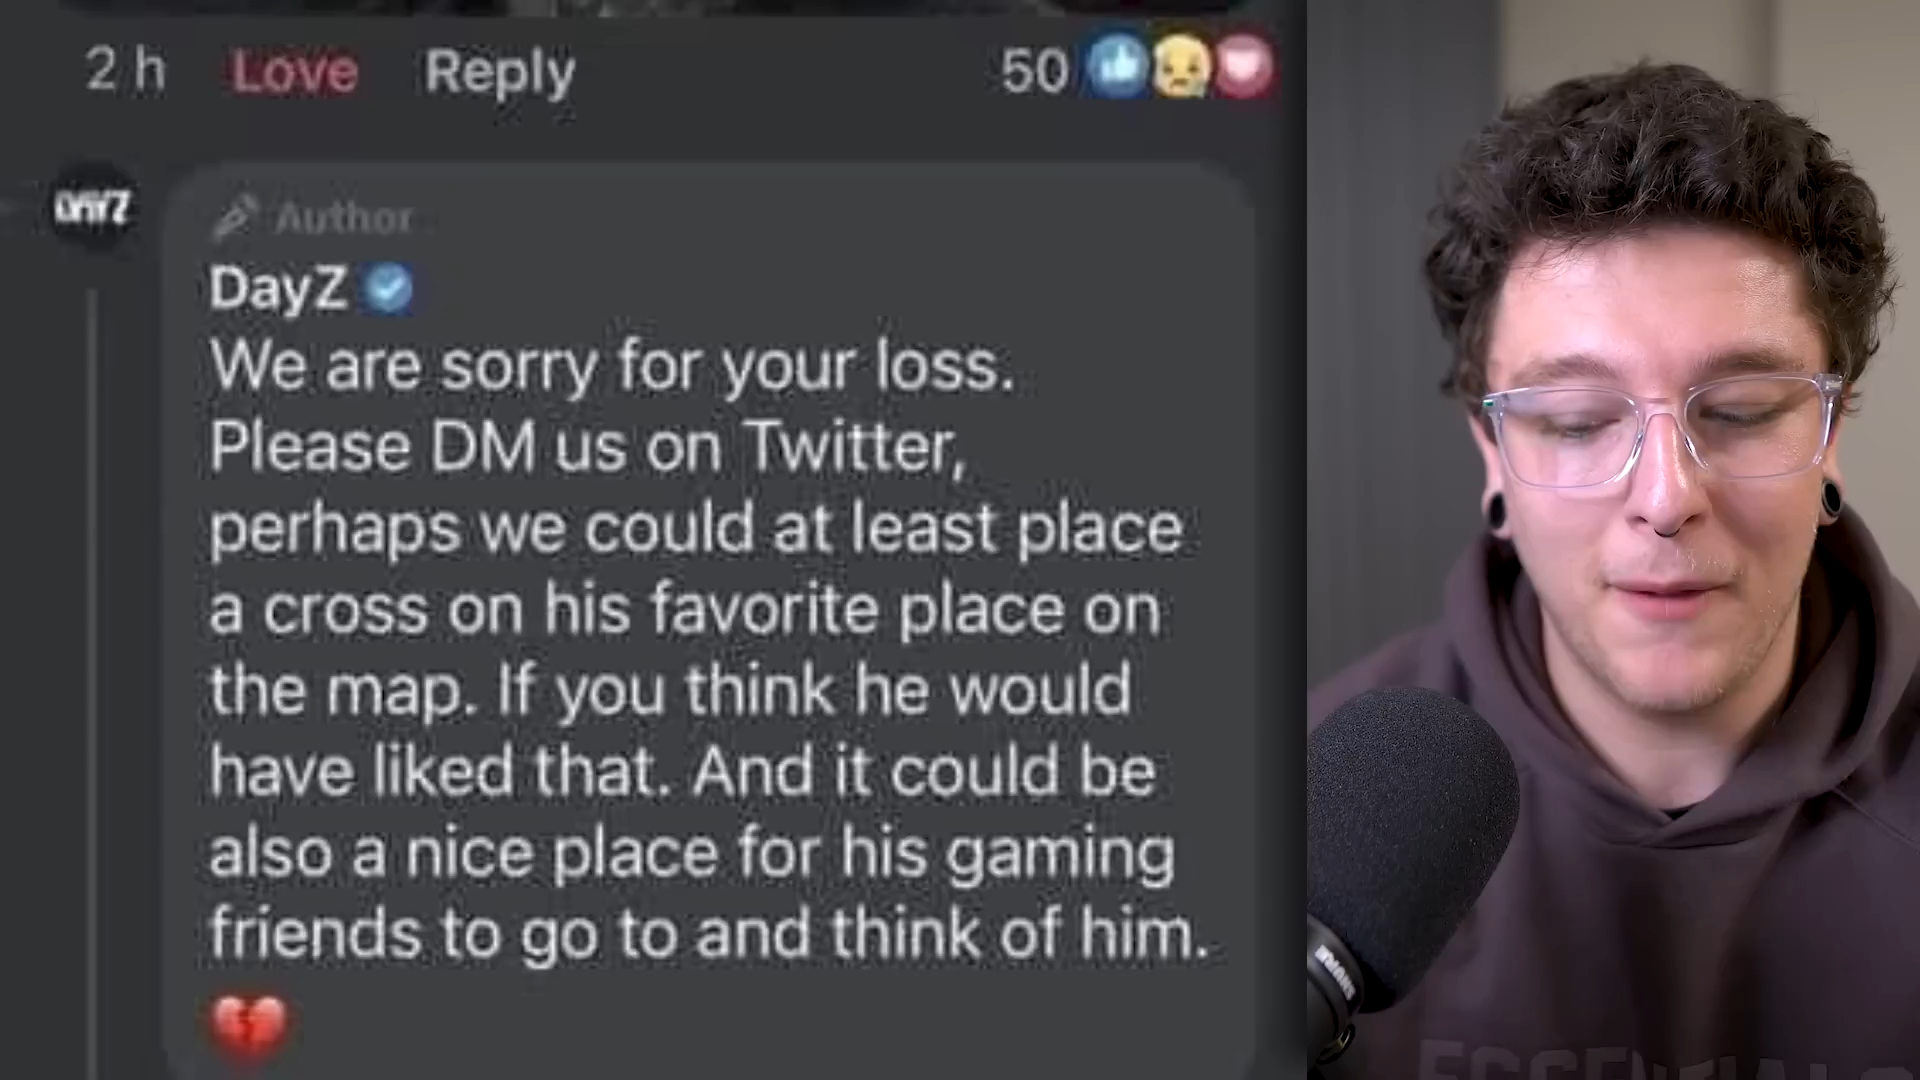 2 h Love Reply 50
DAYZ
Author
DayZ
We are sorry for your loss.
Please DM us on Twitter,
perhaps we could at least place
a cross on his favorite place on
the map. If you think he would
have liked that. And it could be
also a nice place for his gaming
friends to go to and think of him.
SHURE
ESSENTIALS